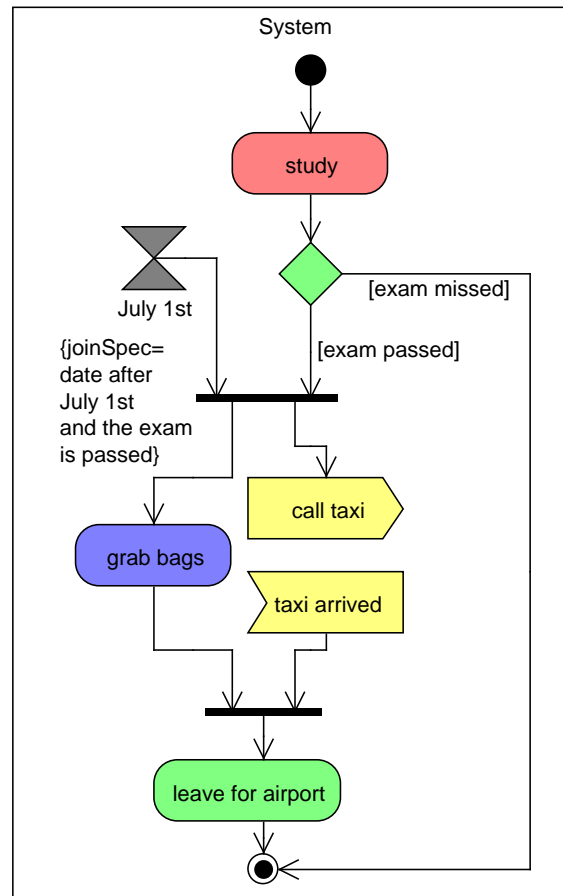 System
study
[exam missed]
July 1st
[exam passed]
{joinSpec=
date after
July 1st
and the exam
is passed}
call taxi
grab bags
taxi arrived
leave for airport